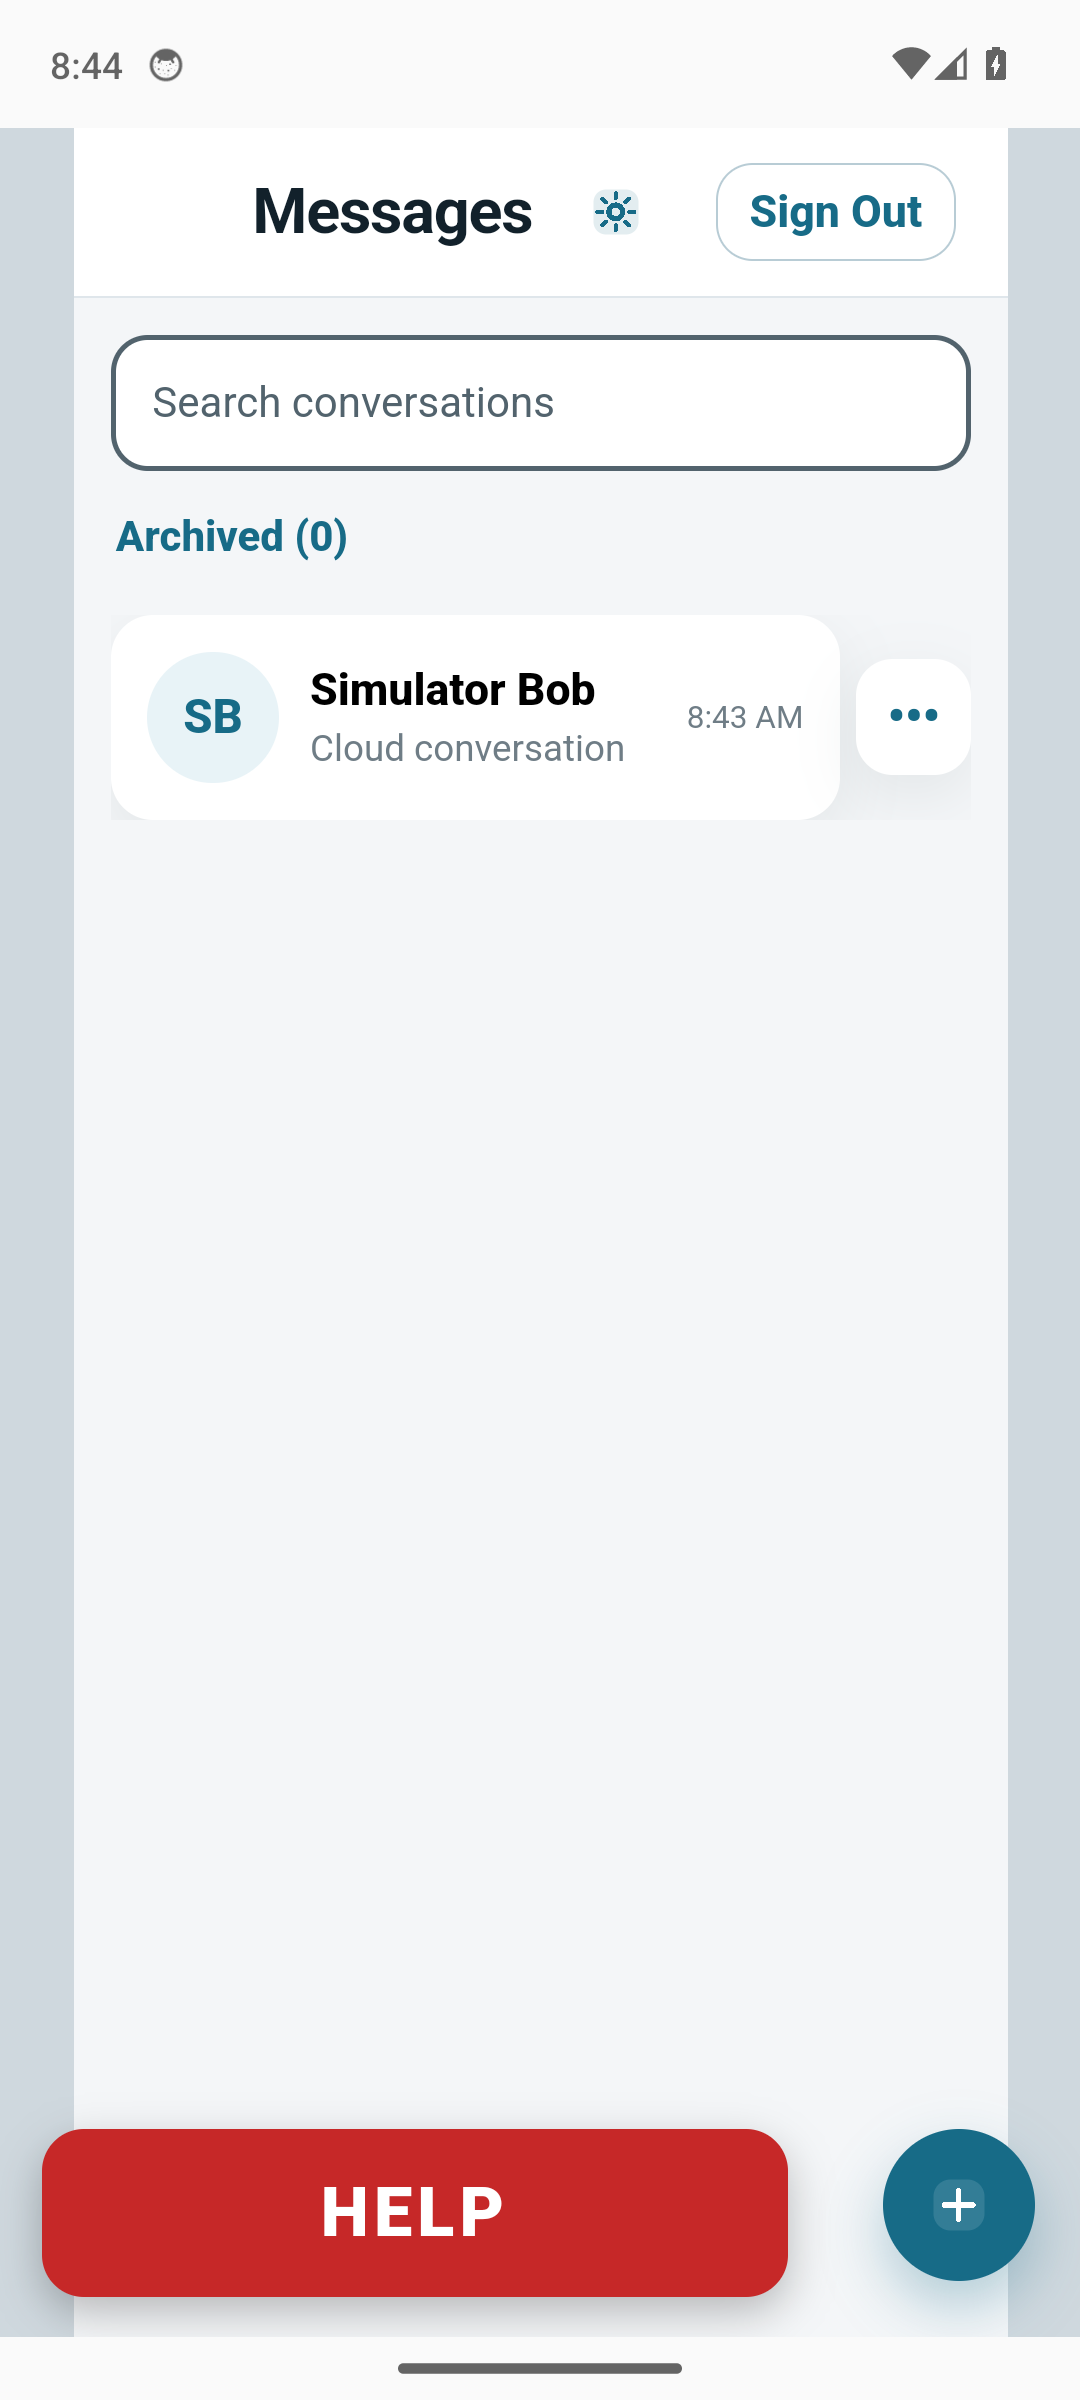 8:44
Messages
Sign Out
Search conversations
Archived (0)
SB
Simulator Bob
Cloud conversation
8:43 AM
HELP